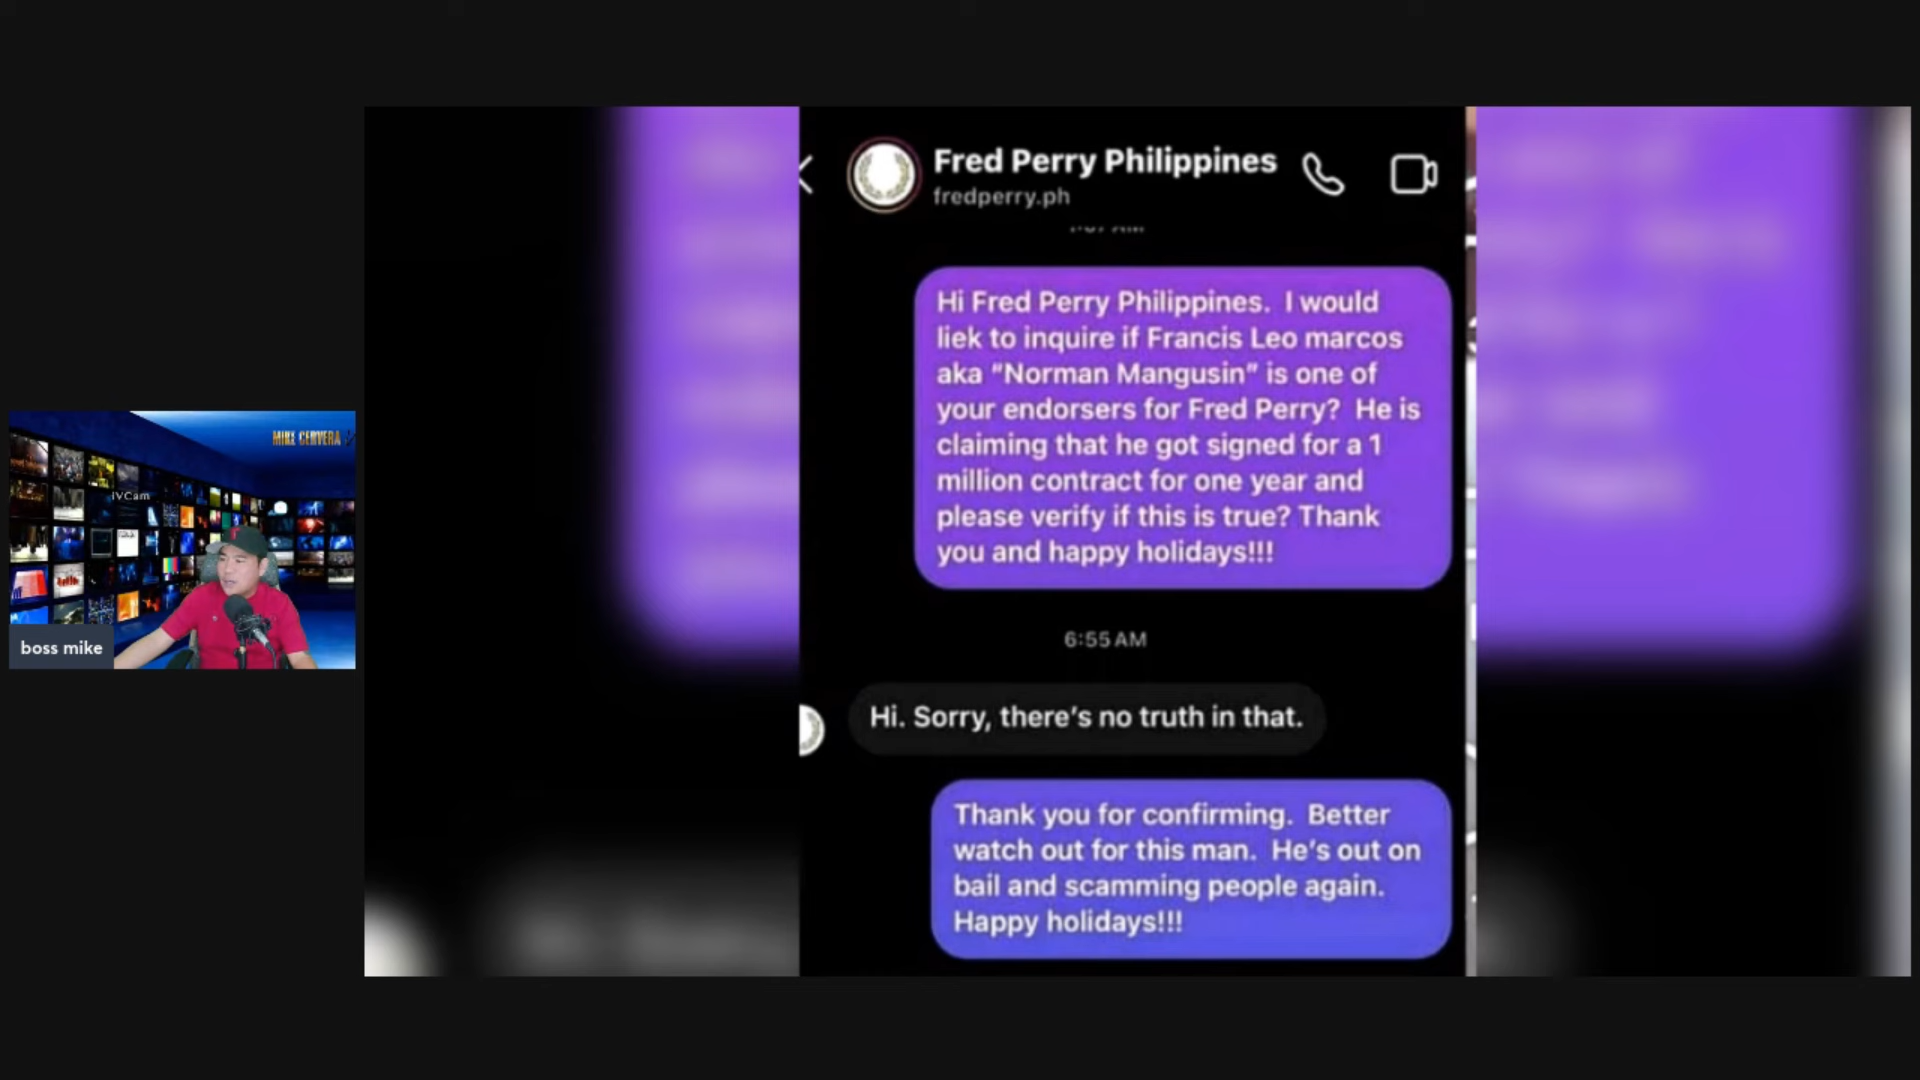 Fred Perry Philippines
fredperry.ph
Hi Fred Perry Philippines. I would
liek to inquire if Francis Leo marcos
aka "Norman Mangusin" is one of
your endorsers for Fred Perry? He is
claiming that he got signed for a 1
million contract for one year and
please verify if this is true? Thank
you and happy holidays!!!
6:55 AM
Hi. Sorry, there's no truth in that.
Thank you for confirming. Better
watch out for this man. He's out on
bail and scamming people again.
Happy holidays!!!
MIKE CERVERA
iVCam
boss mike